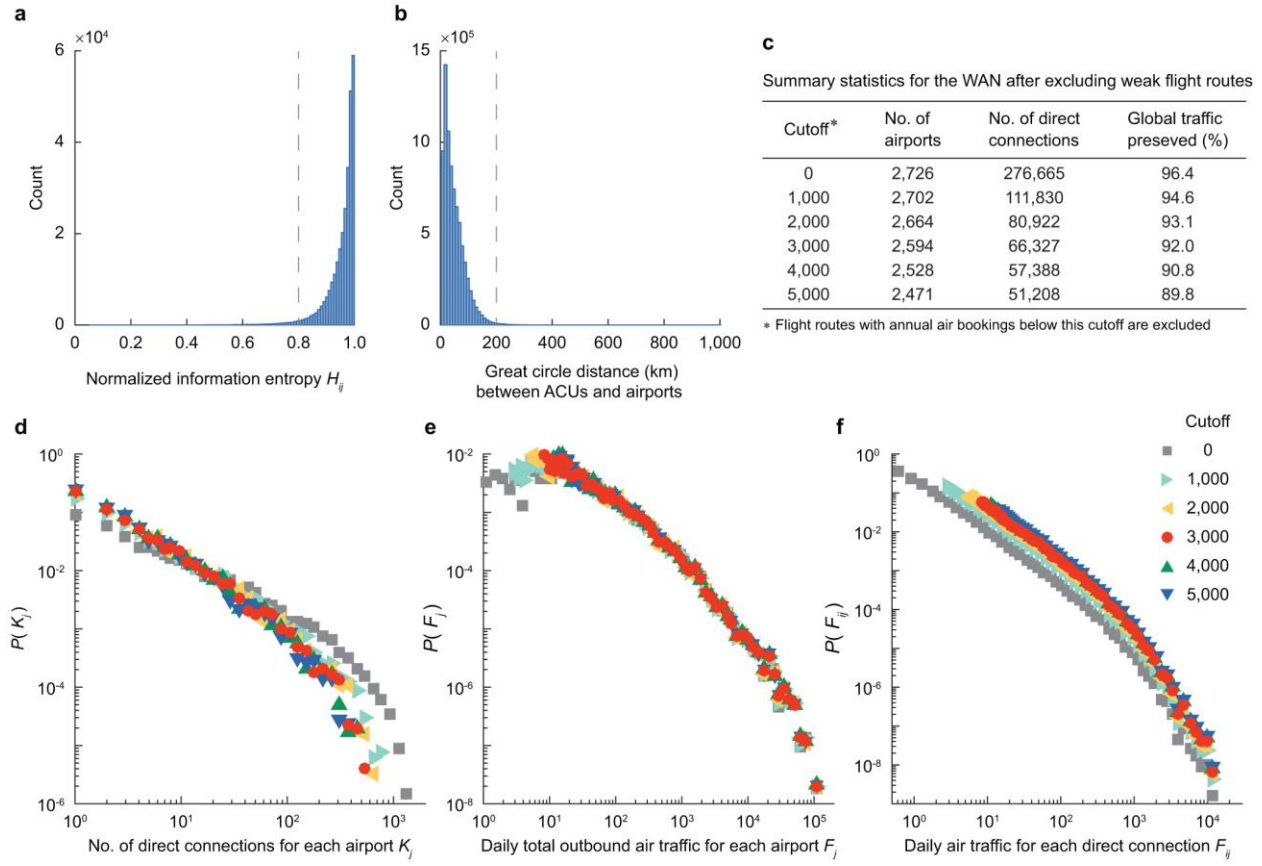 a
×10⁴
6
4
2
0
Count
0 0.2 0.4 0.6 0.8 1.0
Normalized information entropy Hᵢⱼ
b
×10⁵
15
10
5
0
Count
0 200 400 600 800 1,000
Great circle distance (km)
between ACUs and airports
c
Summary statistics for the WAN after excluding weak flight routes
Cutoff* No. of airports No. of direct connections Global traffic preseved (%)
0 2,726 276,665 96.4
1,000 2,702 111,830 94.6
2,000 2,664 80,922 93.1
3,000 2,594 66,327 92.0
4,000 2,528 57,388 90.8
5,000 2,471 51,208 89.8
* Flight routes with annual air bookings below this cutoff are excluded
d
10⁰
10⁻²
10⁻⁴
10⁻⁶
P( Kⱼ)
10⁰ 10¹ 10² 10³
No. of direct connections for each airport Kⱼ
e
10⁻²
10⁻⁴
10⁻⁶
10⁻⁸
P( Fⱼ)
10⁰ 10¹ 10² 10³ 10⁴ 10⁵
Daily total outbound air traffic for each airport Fⱼ
f
10⁰
10⁻²
10⁻⁴
10⁻⁶
10⁻⁸
P( Fᵢⱼ)
10⁰ 10¹ 10² 10³ 10⁴
Daily air traffic for each direct connection Fᵢⱼ
Cutoff
0
1,000
2,000
3,000
4,000
5,000